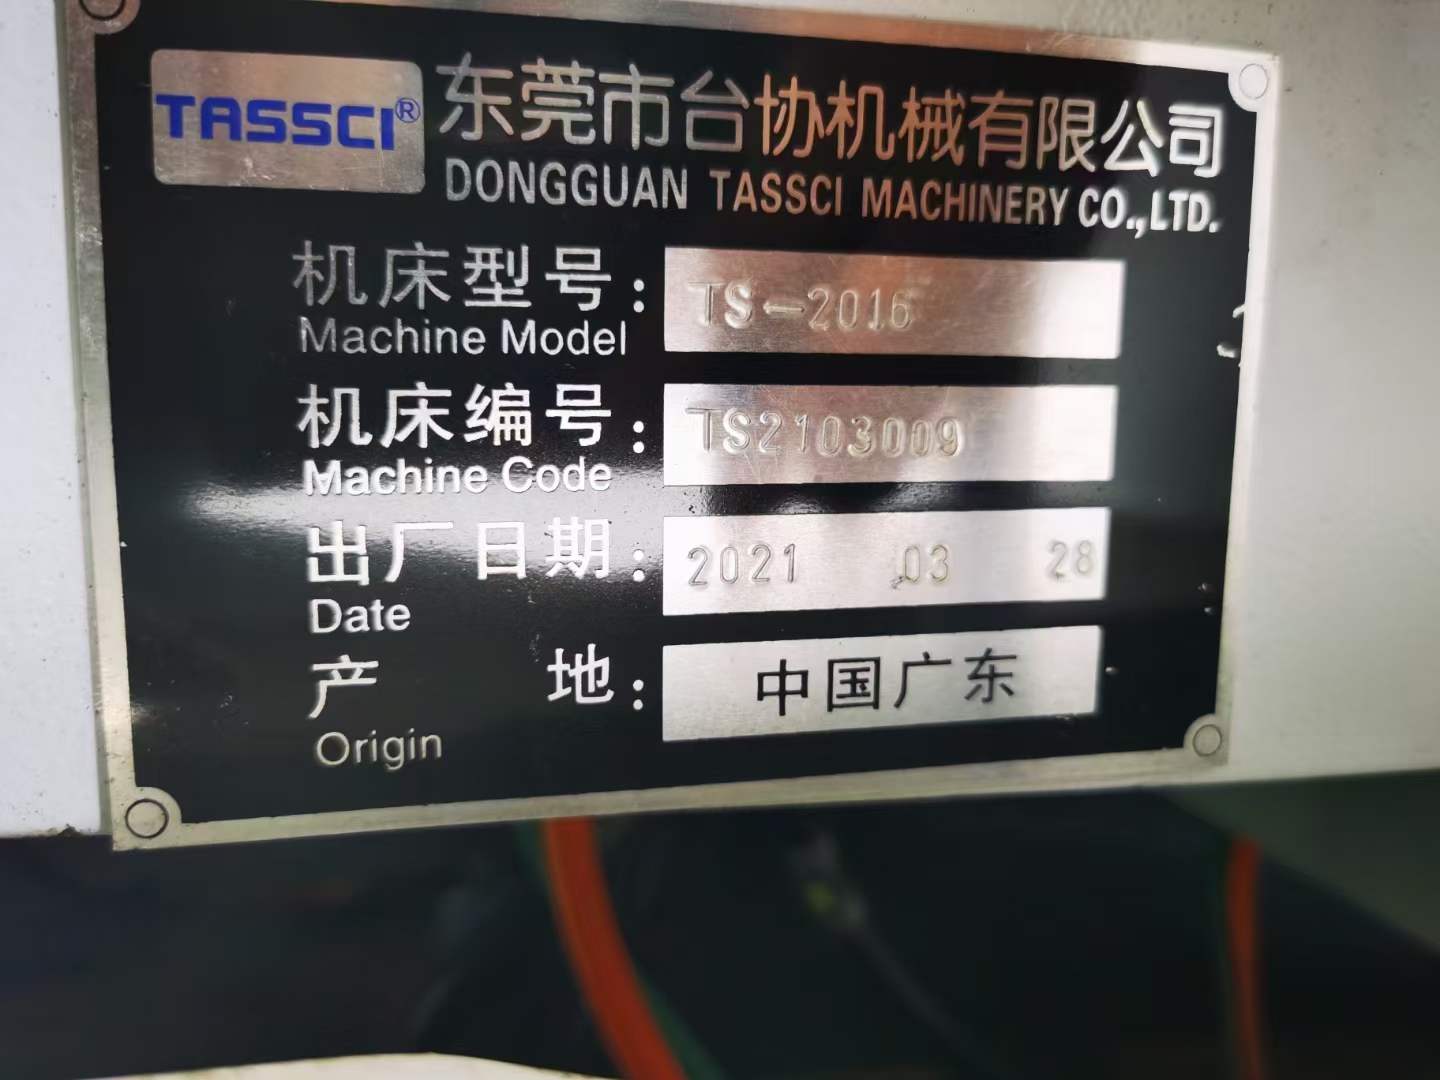 TASSCI® 东莞市台协机械有限公司
DONGGUAN TASSCI MACHINERY CO.,LTD.
机床型号: TS-2016
Machine Model
机床编号: TS2103009
Machine Code
出厂日期: 2021 03 28
Date
产 地: 中国广东
Origin